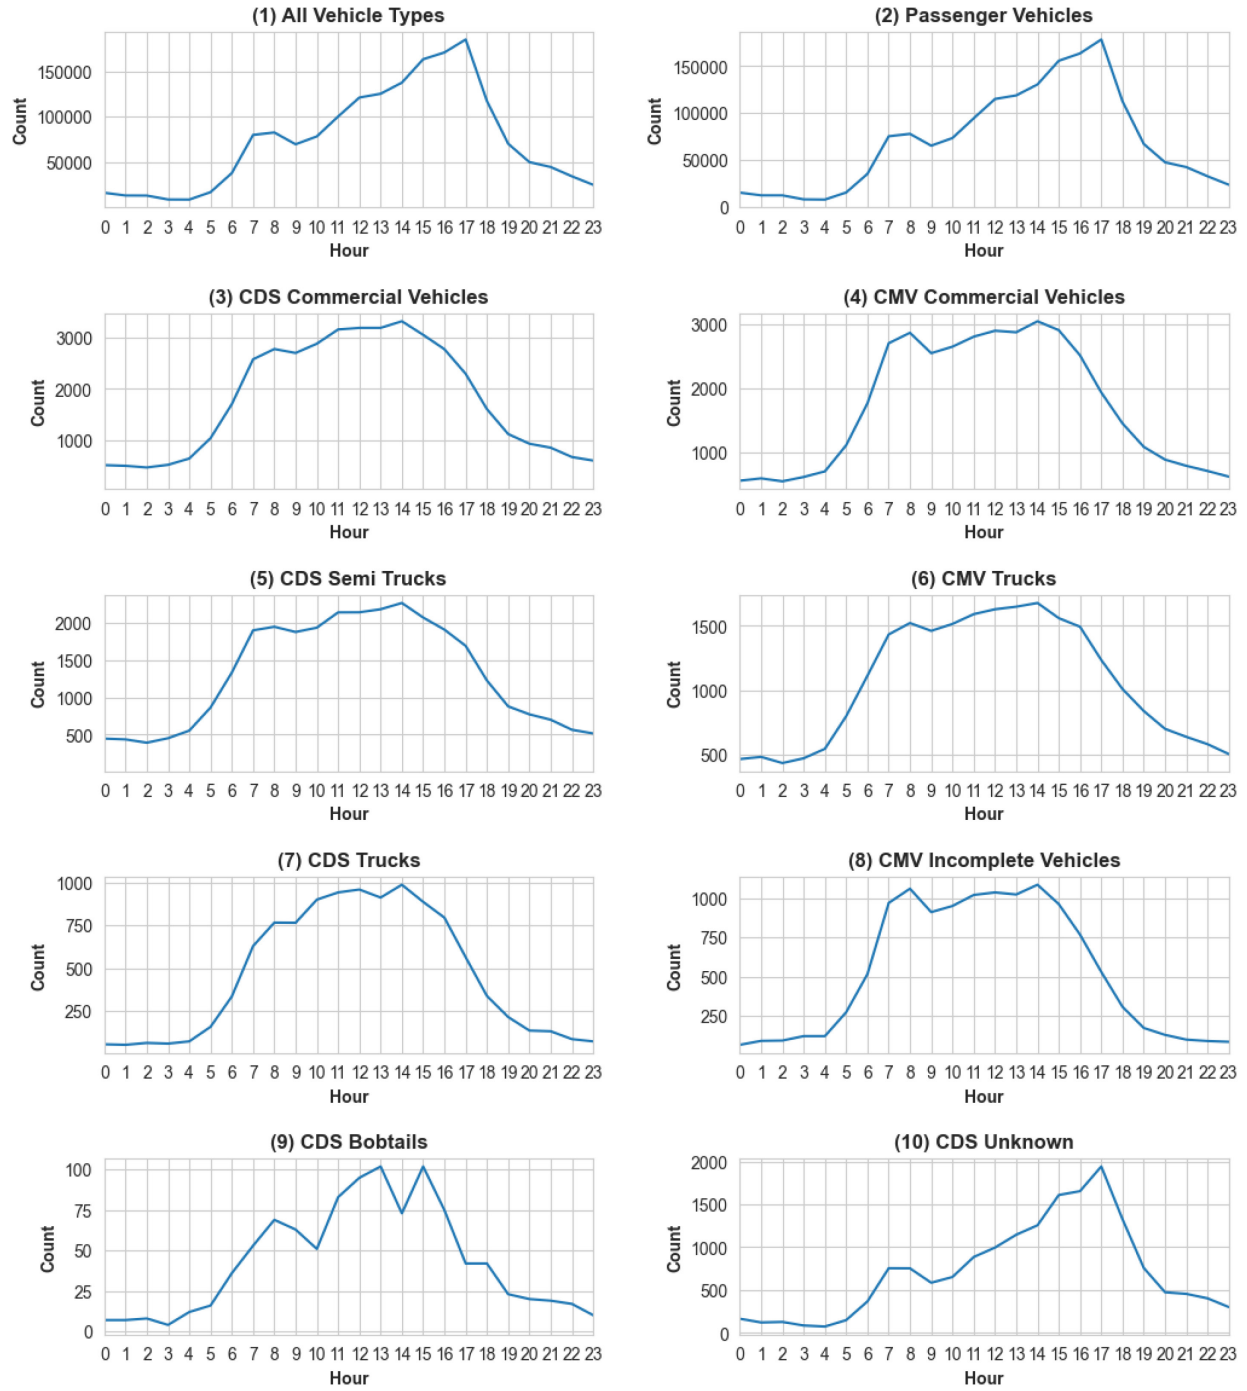 (1) All Vehicle Types
150000
100000
50000
Count
0 1 2 3 4 5 6 7 8 9 10 11 12 13 14 15 16 17 18 19 20 21 22 23
Hour
(2) Passenger Vehicles
150000
100000
50000
0
Count
0 1 2 3 4 5 6 7 8 9 10 11 12 13 14 15 16 17 18 19 20 21 22 23
Hour
(3) CDS Commercial Vehicles
3000
2000
1000
Count
0 1 2 3 4 5 6 7 8 9 10 11 12 13 14 15 16 17 18 19 20 21 22 23
Hour
(4) CMV Commercial Vehicles
3000
2000
1000
Count
0 1 2 3 4 5 6 7 8 9 10 11 12 13 14 15 16 17 18 19 20 21 22 23
Hour
(5) CDS Semi Trucks
2000
1500
1000
500
Count
0 1 2 3 4 5 6 7 8 9 10 11 12 13 14 15 16 17 18 19 20 21 22 23
Hour
(6) CMV Trucks
1500
1000
500
Count
0 1 2 3 4 5 6 7 8 9 10 11 12 13 14 15 16 17 18 19 20 21 22 23
Hour
(7) CDS Trucks
1000
750
500
250
Count
0 1 2 3 4 5 6 7 8 9 10 11 12 13 14 15 16 17 18 19 20 21 22 23
Hour
(8) CMV Incomplete Vehicles
1000
750
500
250
Count
0 1 2 3 4 5 6 7 8 9 10 11 12 13 14 15 16 17 18 19 20 21 22 23
Hour
(9) CDS Bobtails
100
75
50
25
0
Count
0 1 2 3 4 5 6 7 8 9 10 11 12 13 14 15 16 17 18 19 20 21 22 23
Hour
(10) CDS Unknown
2000
1500
1000
500
0
Count
0 1 2 3 4 5 6 7 8 9 10 11 12 13 14 15 16 17 18 19 20 21 22 23
Hour